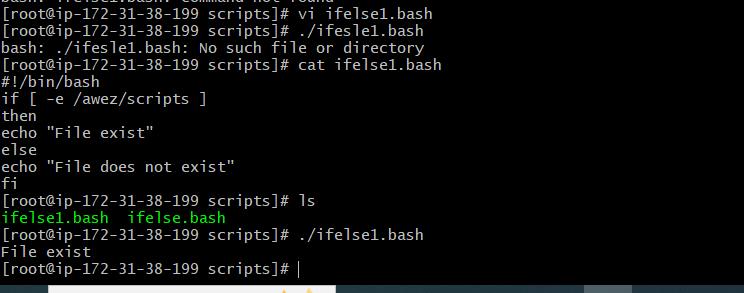 bash: ifesle1.bash: command not found
[root@ip-172-31-38-199 scripts]# vi ifelse1.bash
[root@ip-172-31-38-199 scripts]# ./ifesle1.bash
bash: ./ifesle1.bash: No such file or directory
[root@ip-172-31-38-199 scripts]# cat ifelse1.bash
#!/bin/bash
if [ -e /awez/scripts ]
then
echo "File exist"
else
echo "File does not exist"
fi
[root@ip-172-31-38-199 scripts]# ls
ifelse1.bash  ifelse.bash
[root@ip-172-31-38-199 scripts]# ./ifelse1.bash
File exist
[root@ip-172-31-38-199 scripts]#